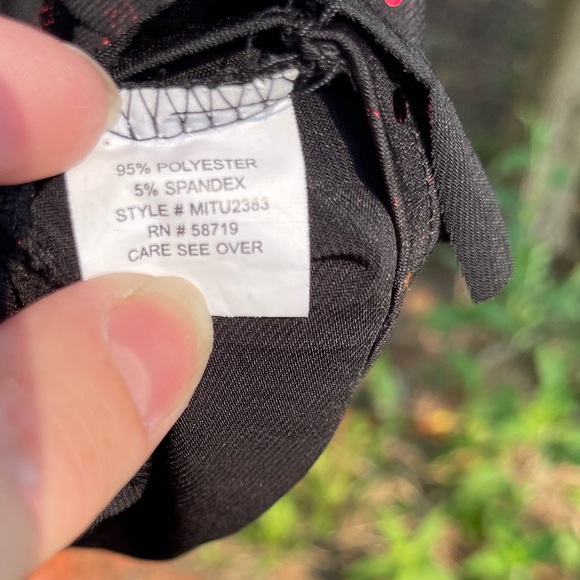 95% POLYESTER
5% SPANDEX
STYLE # MITU2383
RN # 58719
CARE SEE OVER